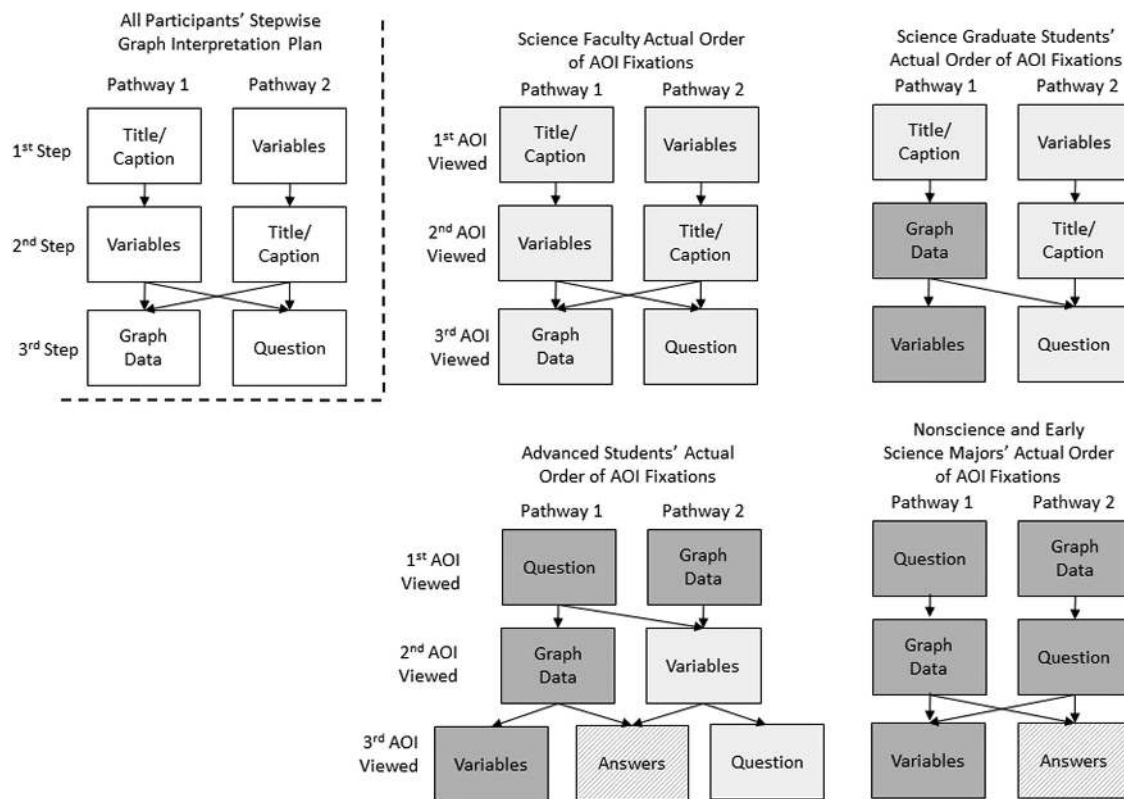 All Participants’ Stepwise
Graph Interpretation Plan
Pathway 1
Pathway 2
1st Step
Title/
Caption
Variables
2nd Step
Variables
Title/
Caption
3rd Step
Graph
Data
Question
Science Faculty Actual Order
of AOI Fixations
Pathway 1
Pathway 2
1st AOI
Viewed
Title/
Caption
Variables
2nd AOI
Viewed
Variables
Title/
Caption
3rd AOI
Viewed
Graph
Data
Question
Science Graduate Students’
Actual Order of AOI Fixations
Pathway 1
Pathway 2
Title/
Caption
Variables
Graph
Data
Title/
Caption
Variables
Question
Advanced Students’ Actual
Order of AOI Fixations
Pathway 1
Pathway 2
1st AOI
Viewed
Question
Graph
Data
2nd AOI
Viewed
Graph
Data
Variables
3rd AOI
Viewed
Variables
Answers
Question
Nonscience and Early
Science Majors’ Actual Order
of AOI Fixations
Pathway 1
Pathway 2
Question
Graph
Data
Graph
Data
Question
Variables
Answers